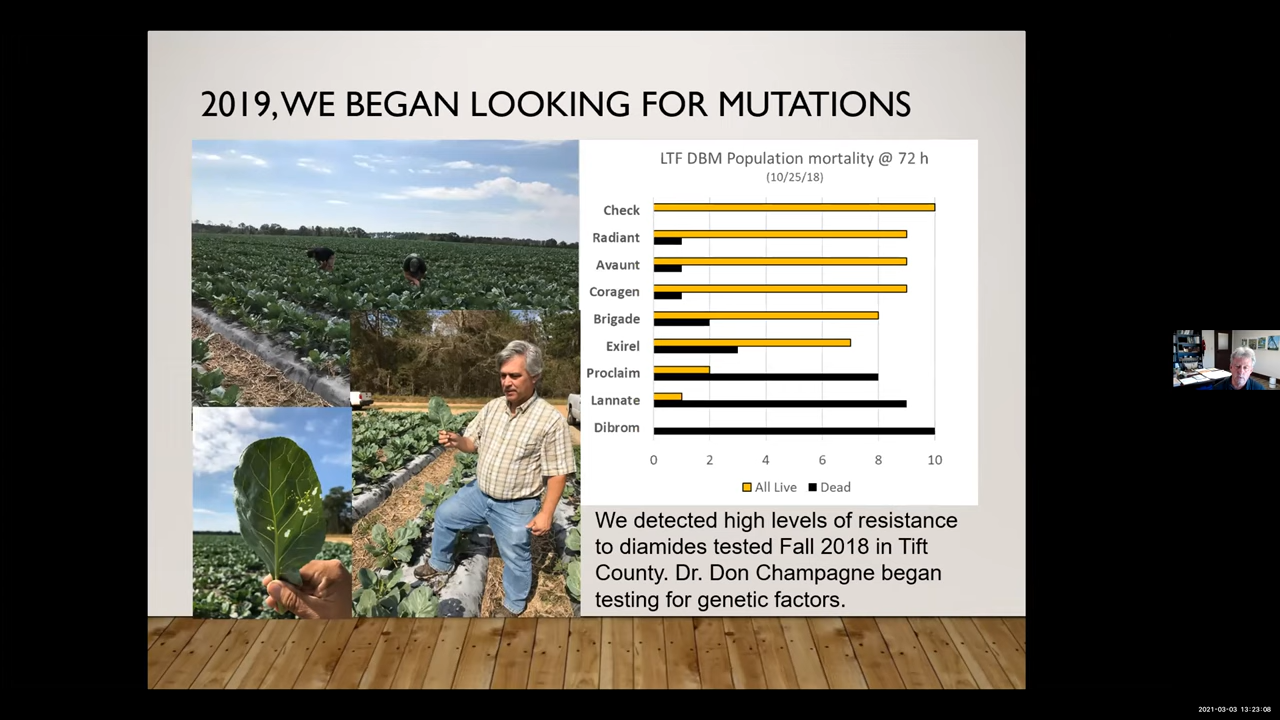 2019, WE BEGAN LOOKING FOR MUTATIONS
LTF DBM Population mortality @ 72 h
(10/25/18)
Check
Radiant
Avaunt
Coragen
Brigade
Exirel
Proclaim
Lannate
Dibrom
0 2 4 6 8 10
All Live Dead
We detected high levels of resistance
to diamides tested Fall 2018 in Tift
County. Dr. Don Champagne began
testing for genetic factors.
2021-03-03 13:23:08